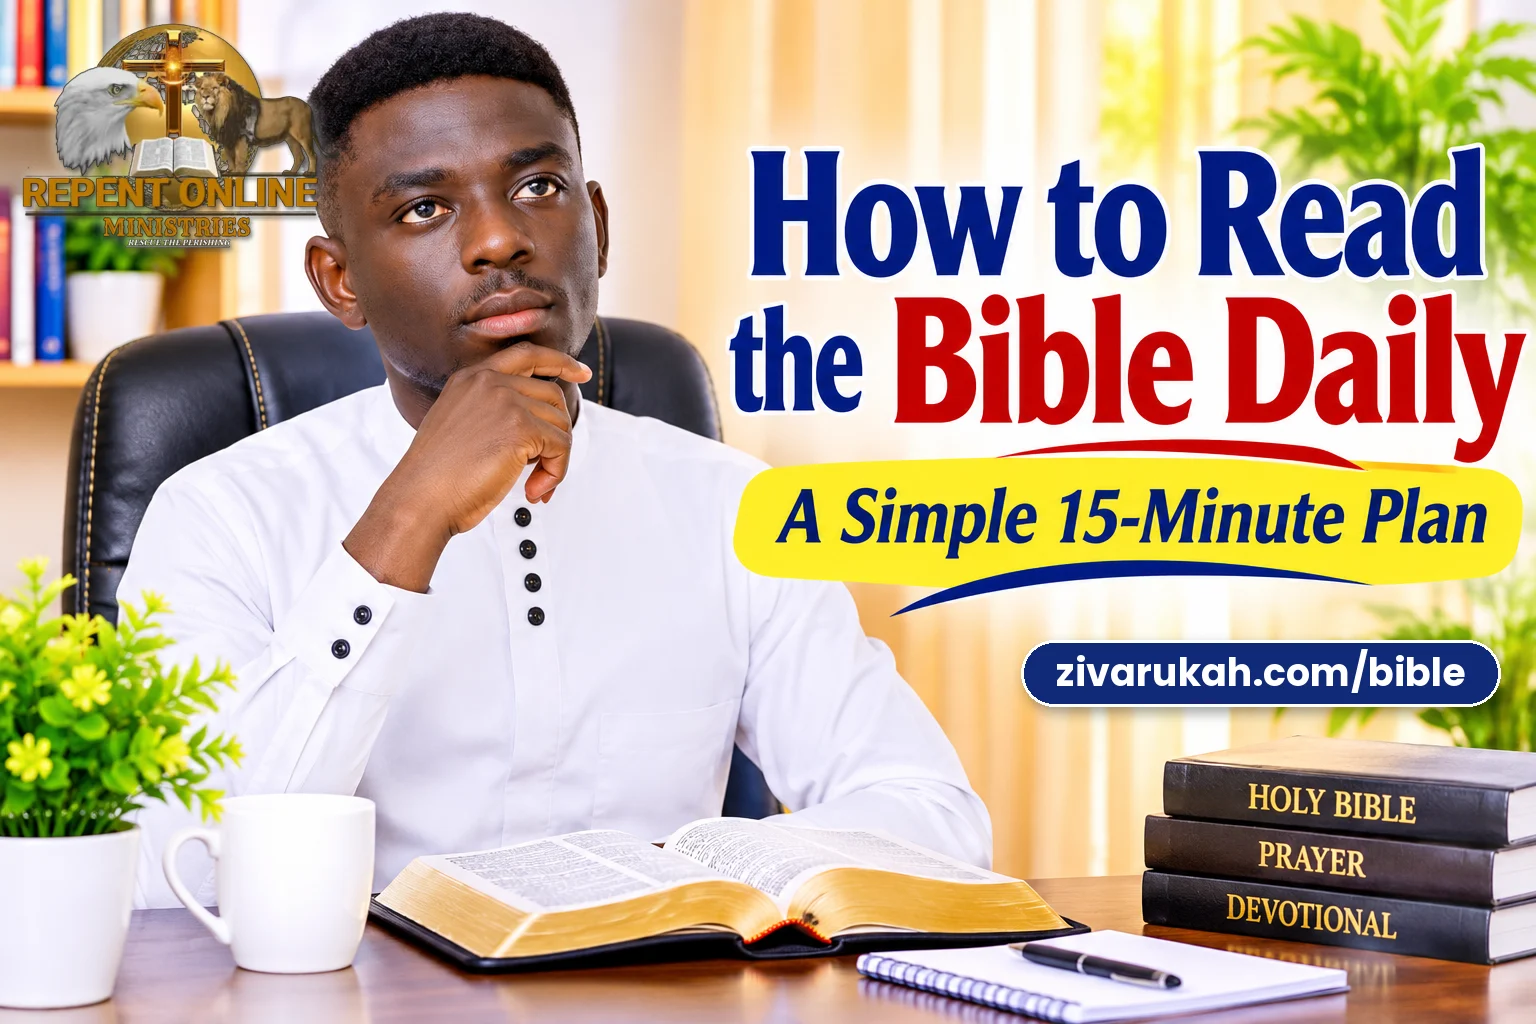 REPENT ONLINE
MINISTRIES
RESCUE THE PERISHING
How to Read
the Bible Daily
A Simple 15-Minute Plan
zivarukah.com/bible
HOLY BIBLE
PRAYER
DEVOTIONAL